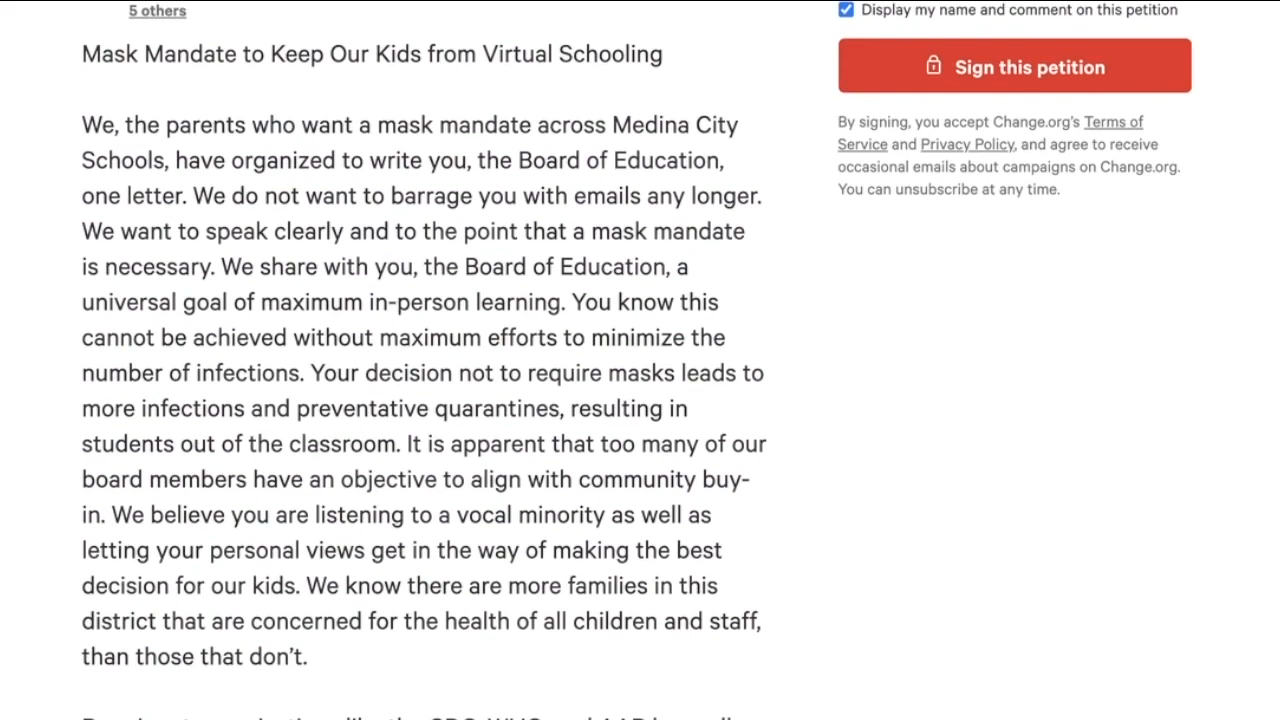 5 others
Mask Mandate to Keep Our Kids from Virtual Schooling
We, the parents who want a mask mandate across Medina City
Schools, have organized to write you, the Board of Education,
one letter. We do not want to barrage you with emails any longer.
We want to speak clearly and to the point that a mask mandate
is necessary. We share with you, the Board of Education, a
universal goal of maximum in-person learning. You know this
cannot be achieved without maximum efforts to minimize the
number of infections. Your decision not to require masks leads to
more infections and preventative quarantines, resulting in
students out of the classroom. It is apparent that too many of our
board members have an objective to align with community buy-
in. We believe you are listening to a vocal minority as well as
letting your personal views get in the way of making the best
decision for our kids. We know there are more families in this
district that are concerned for the health of all children and staff,
than those that don't.
Display my name and comment on this petition
Sign this petition
By signing, you accept Change.org's Terms of
Service and Privacy Policy, and agree to receive
occasional emails about campaigns on Change.org.
You can unsubscribe at any time.